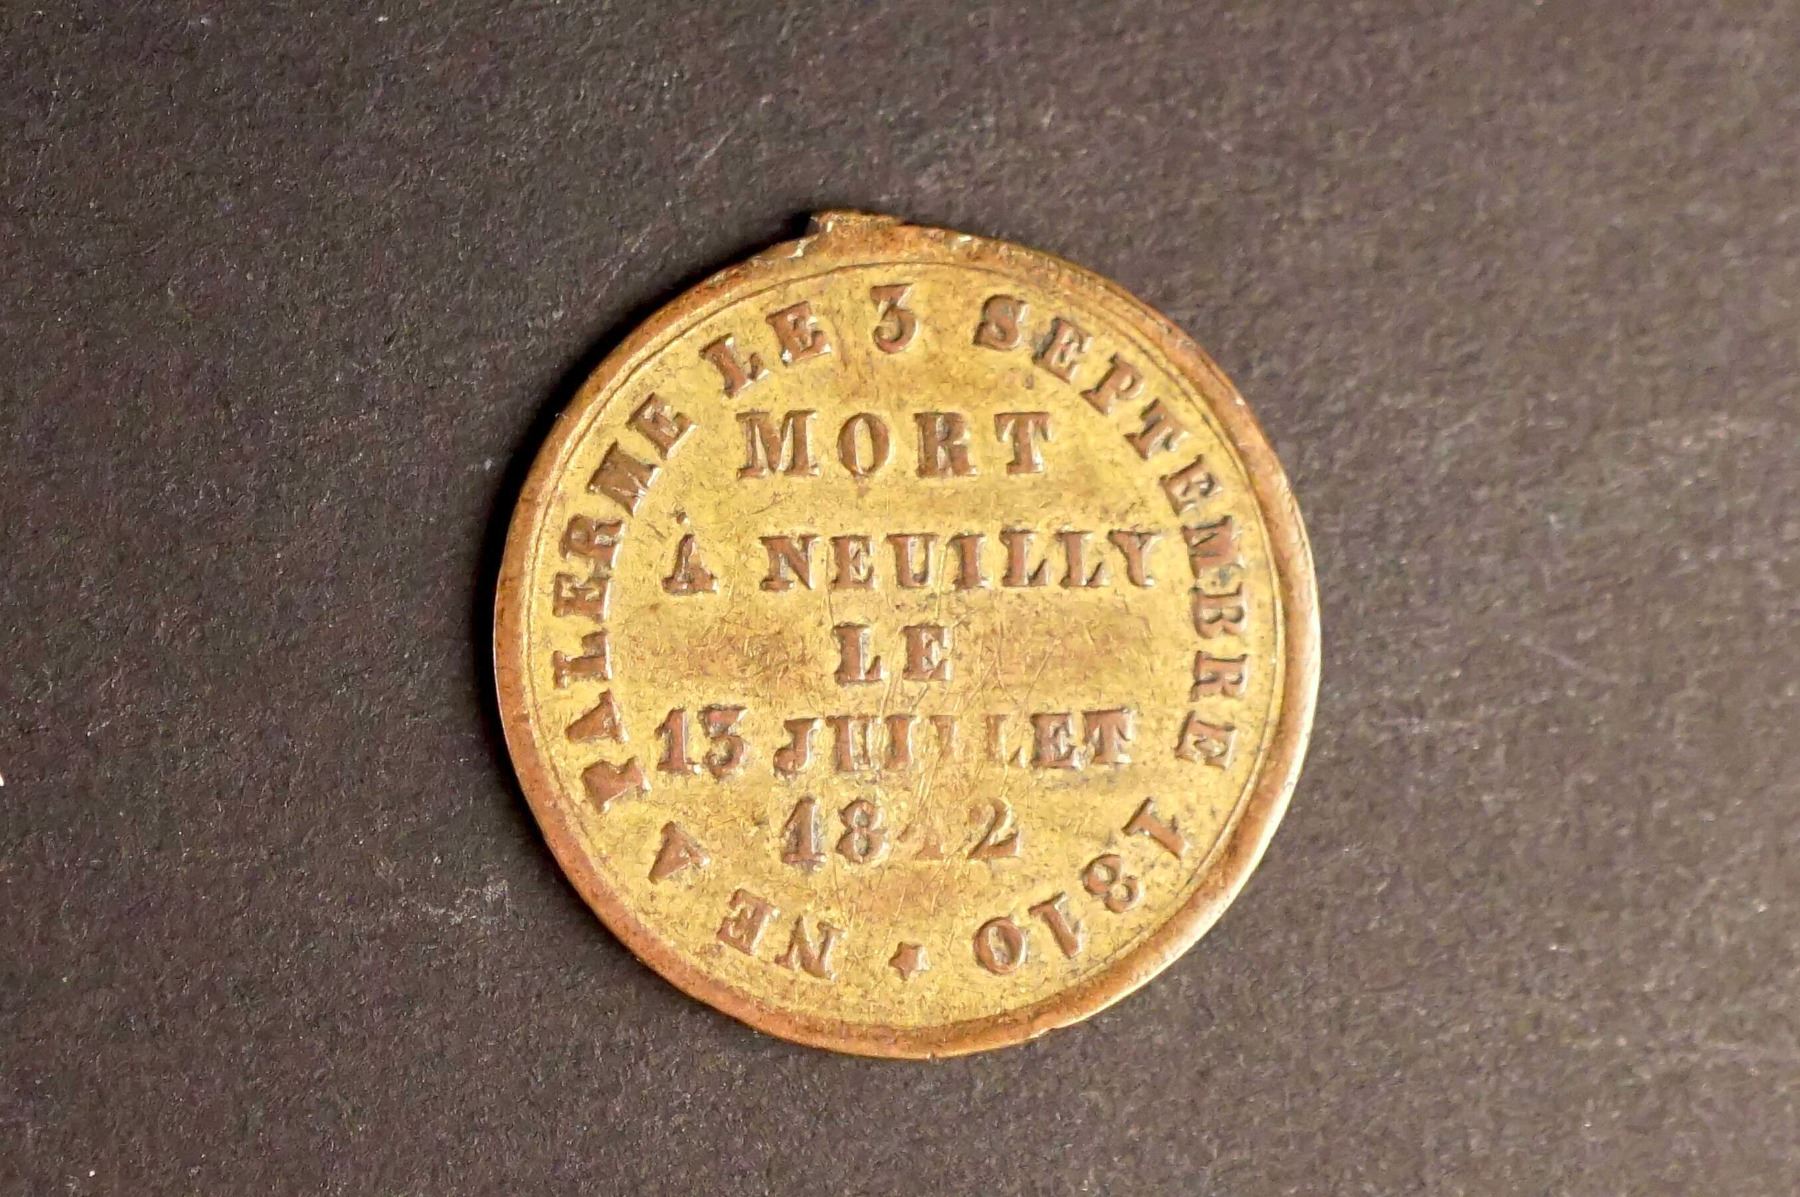 NE A PALERME LE 3 SEPTEMBRE 1810
MORT
À NEUILLY
LE
13 JUILLET
1842